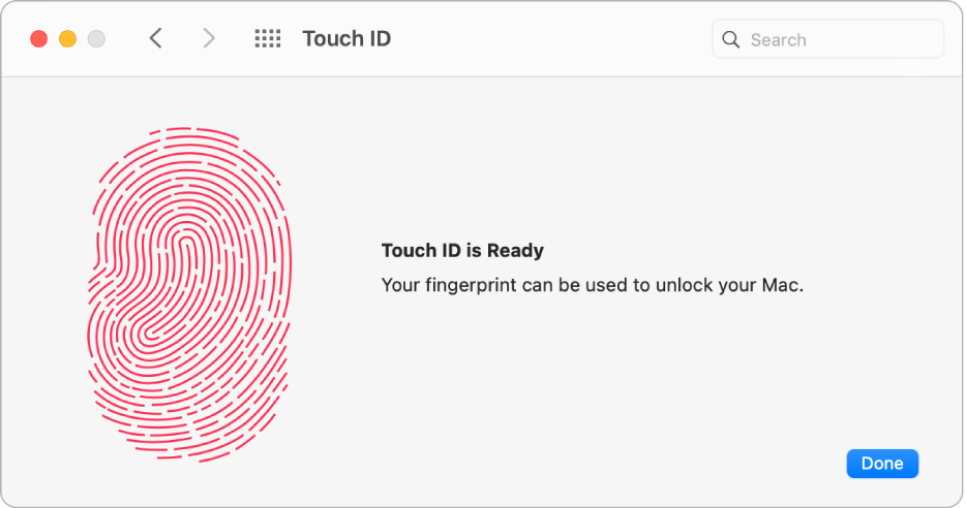 Touch ID
Search
Touch ID is Ready
Your fingerprint can be used to unlock your Mac.
Done